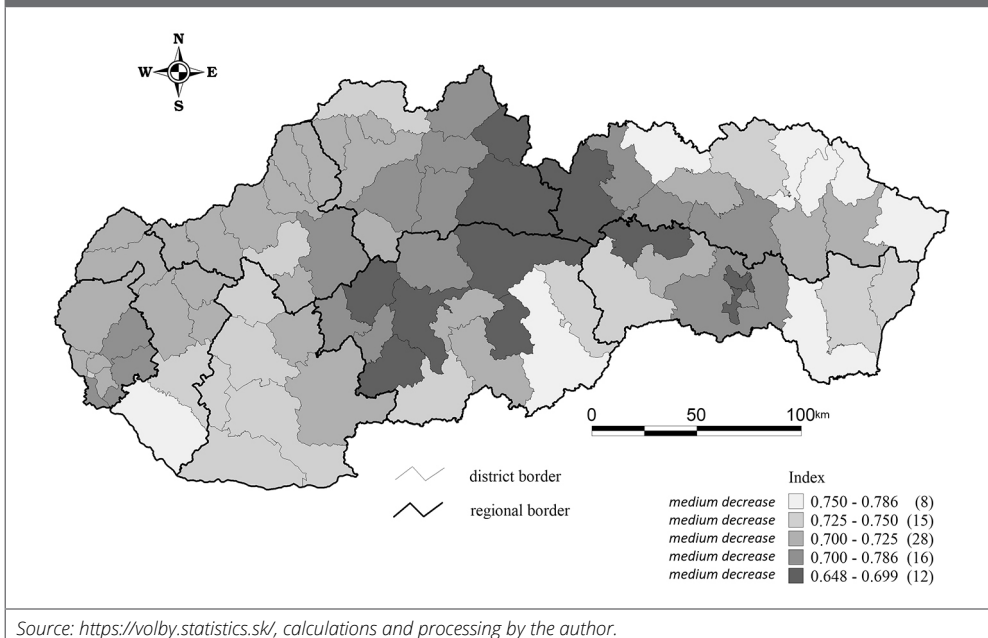 N
W E
S
0 50 100km
district border
regional border
Index
medium decrease 0.750 - 0.786 (8)
medium decrease 0.725 - 0.750 (15)
medium decrease 0.700 - 0.725 (28)
medium decrease 0.700 - 0.786 (16)
medium decrease 0.648 - 0.699 (12)
Source: https://volby.statistics.sk/, calculations and processing by the author.